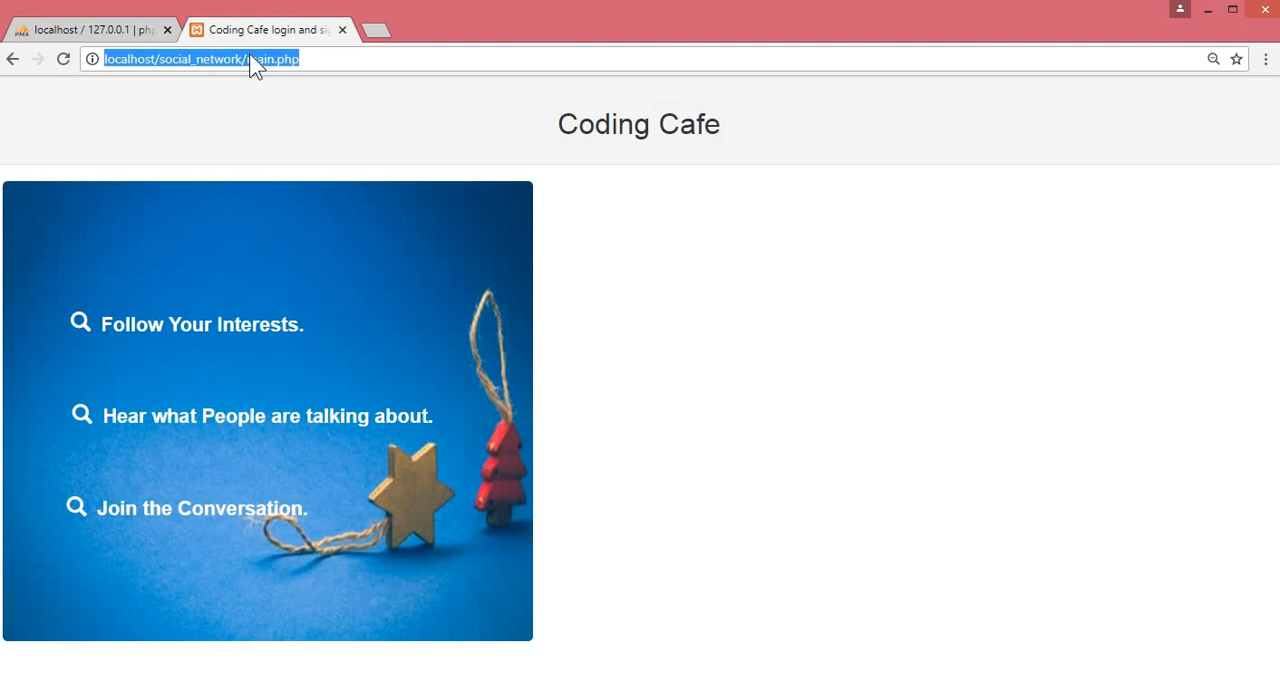 localhost / 127.0.0.1 | php
Coding Cafe login and si
localhost/social_network/main.php
Coding Cafe
Follow Your Interests.
Hear what People are talking about.
Join the Conversation.